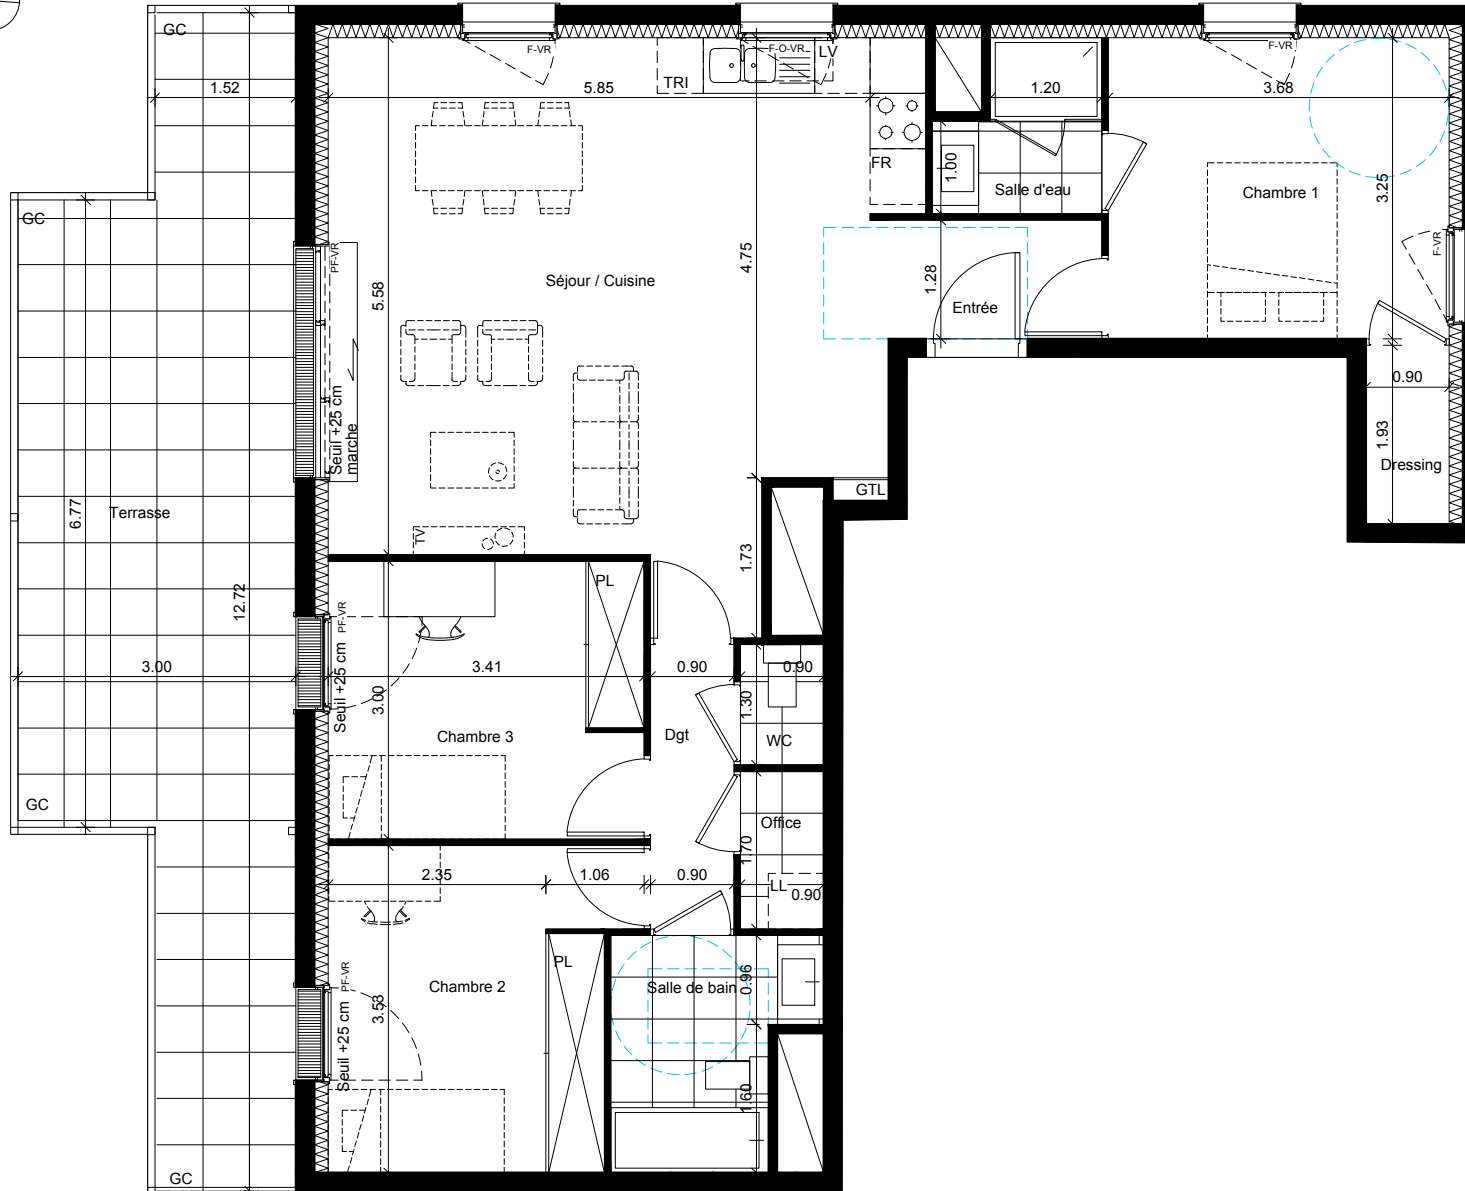 GC
F-VR
F-O-VR
LV
F-VR
TRI
1.52
5.85
1.20
3.68
FR
1.00
Salle d'eau
Chambre 1
3.25
GC
PF-VR
F-VR
4.75
Séjour / Cuisine
1.28
5.58
Entrée
0.90
Seuil +25 cm
marche
1.93
Dressing
GTL
6.77
Terrasse
TV
1.73
PL
12.72
PF-VR
Seuil +25 cm
3.00
3.41
0.90
0.90
3.00
1.30
Chambre 3
Dgt
WC
GC
Office
1.70
2.35
1.06
0.90
LL
0.90
PL
PF-VR
Seuil +25 cm
Chambre 2
Salle de bain
0.96
3.53
1.60
GC